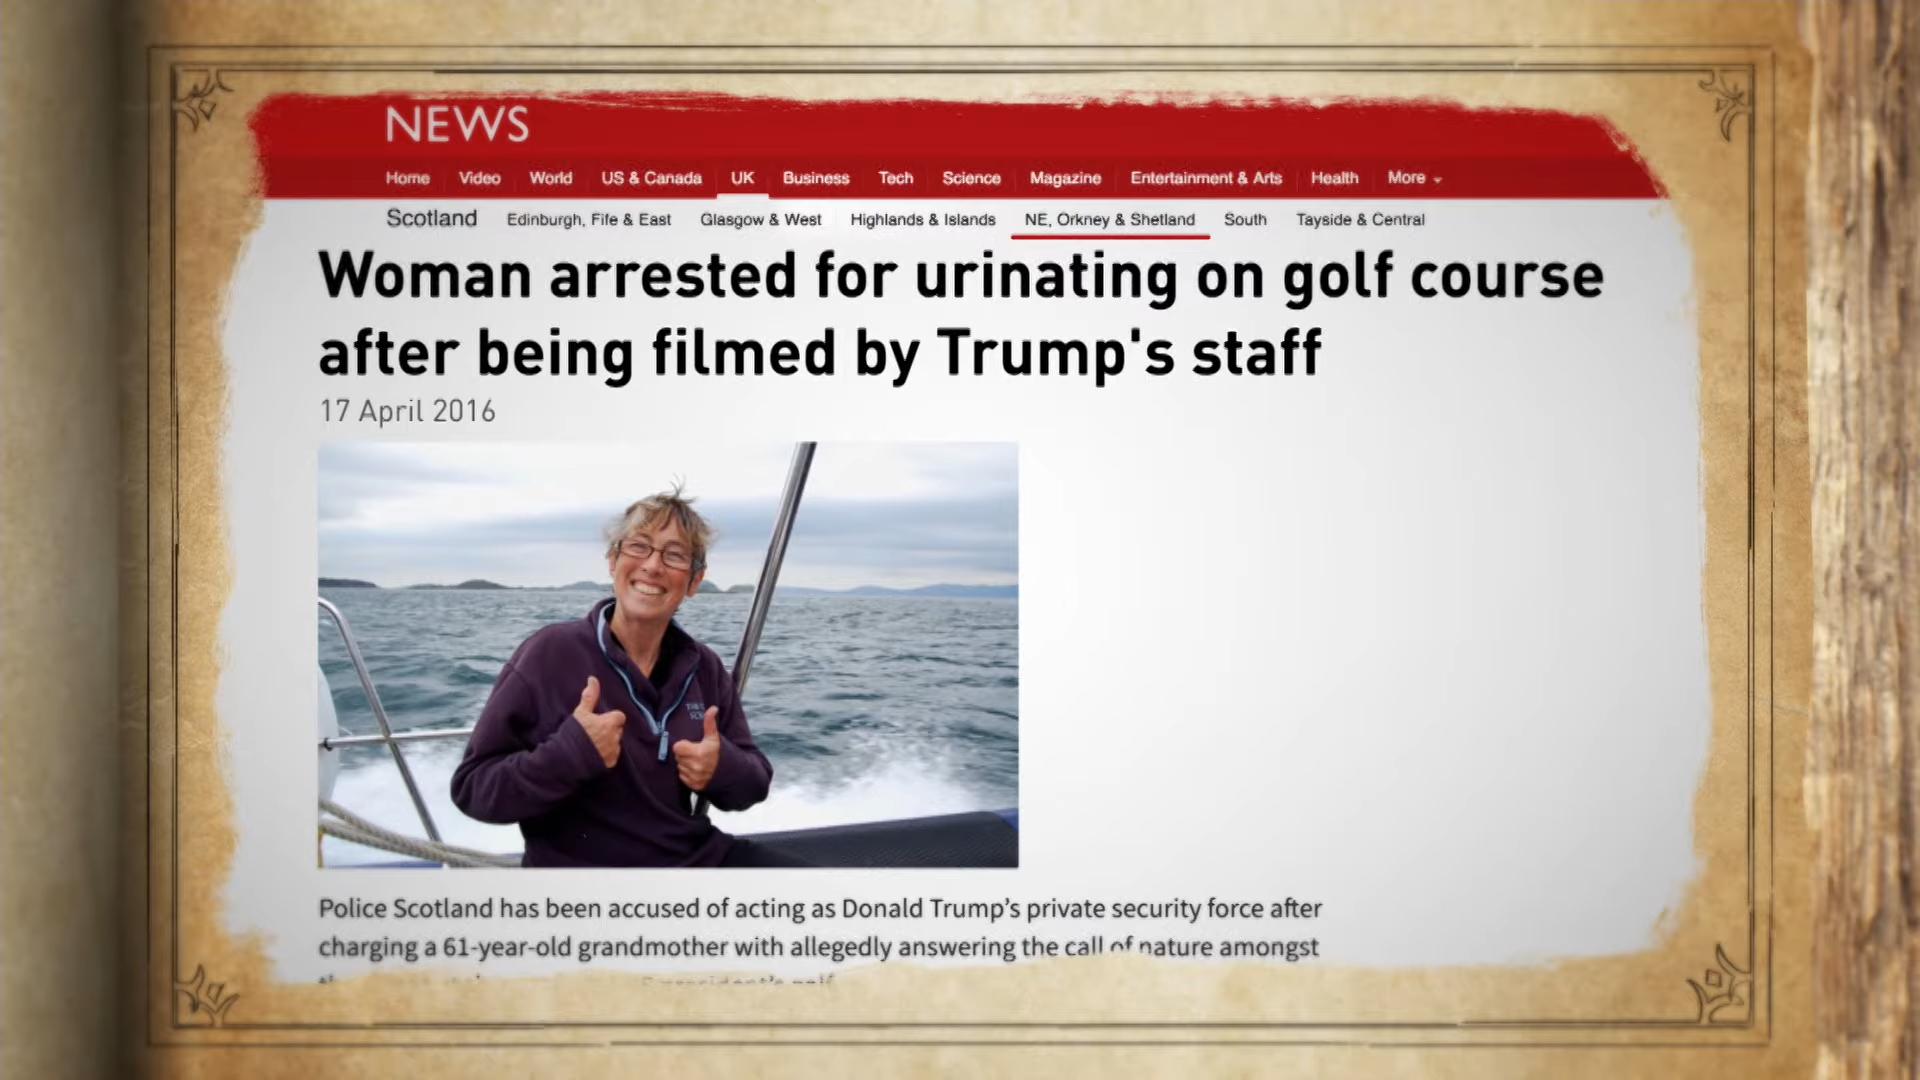 NEWS
Home Video World US & Canada UK Business Tech Science Magazine Entertainment & Arts Health More
Scotland Edinburgh, Fife & East Glasgow & West Highlands & Islands NE, Orkney & Shetland South Tayside & Central
Woman arrested for urinating on golf course
after being filmed by Trump's staff
17 April 2016
Police Scotland has been accused of acting as Donald Trump's private security force after
charging a 61-year-old grandmother with allegedly answering the call of nature amongst